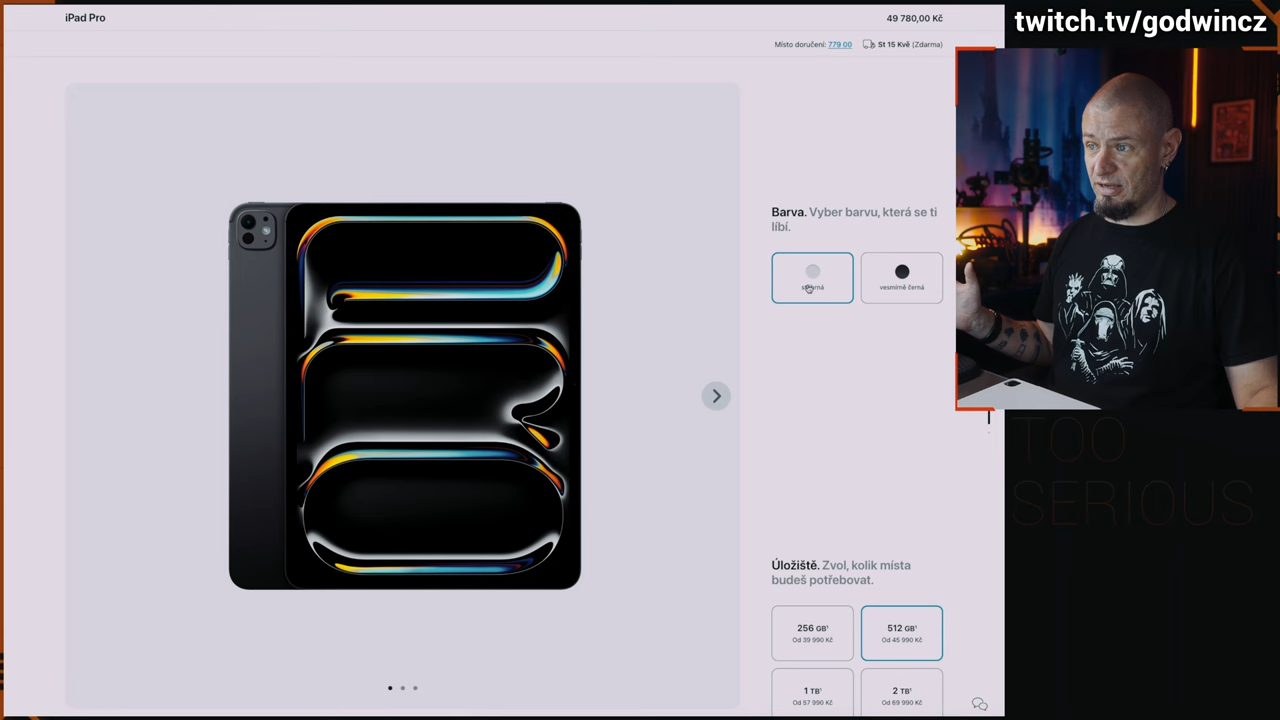 iPad Pro
49 780,00 Kč
twitch.tv/godwincz
Místo doručení: 779 00
St 15 Kvě (Zdarma)
Barva. Vyber barvu, která se ti
líbí.
vesmírně černá
TOO
SERIOUS
Úložiště. Zvol, kolik místa
budeš potřebovat.
256 GB¹
Od 39 990 Kč
512 GB¹
Od 45 990 Kč
1 TB¹
Od 57 990 Kč
2 TB¹
Od 69 990 Kč